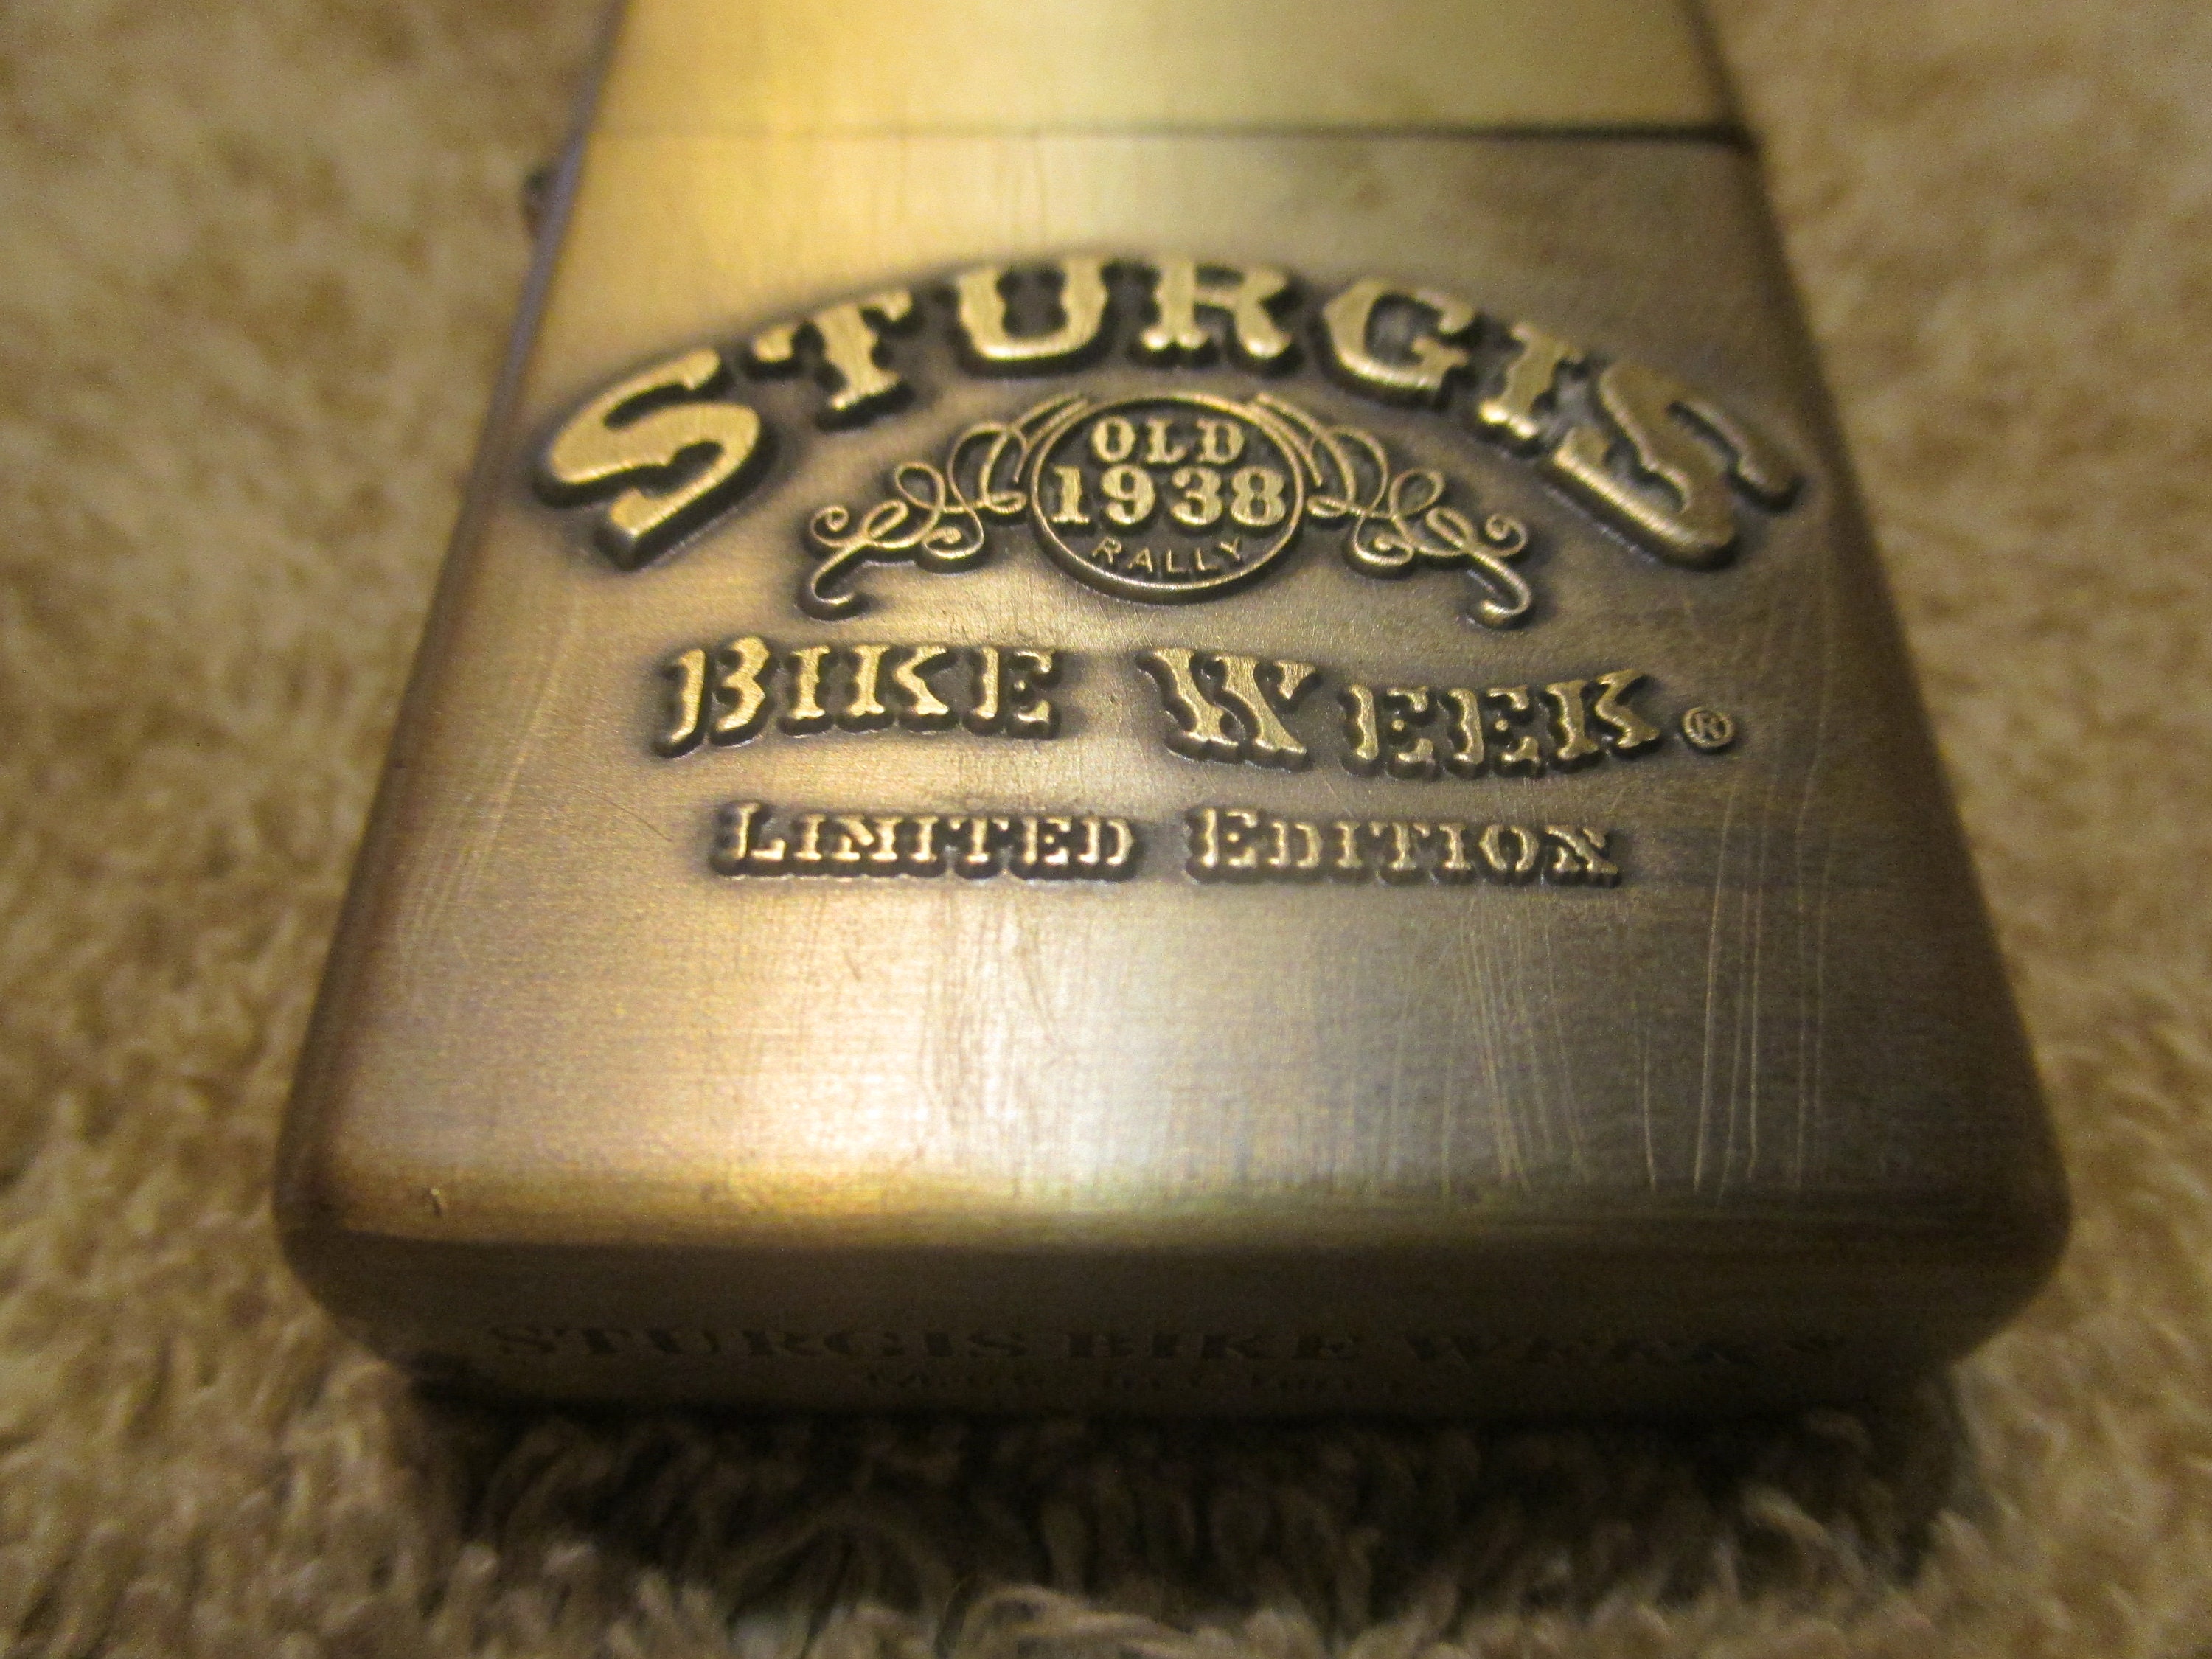 STURGIS
OLD
1938
RALLY
BIKE WEEK®
LIMITED EDITION
STURGIS BIKE WEEK®